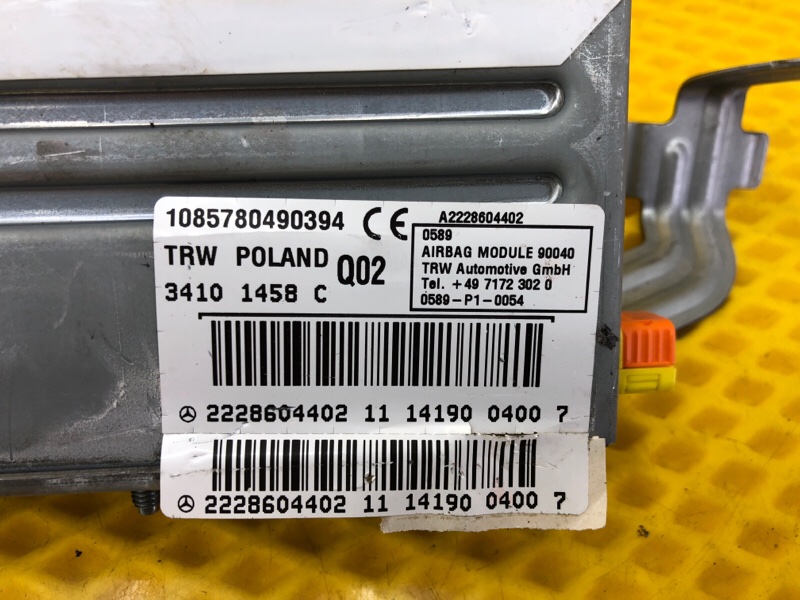 1085780490394 CE A2228604402
TRW POLAND Q02
3410 1458 C
0589
AIRBAG MODULE 90040
TRW Automotive GmbH
Tel. +49 7172 302 0
0589-P1-0054
2228604402 11 14190 0400 7
2228604402 11 14190 0400 7